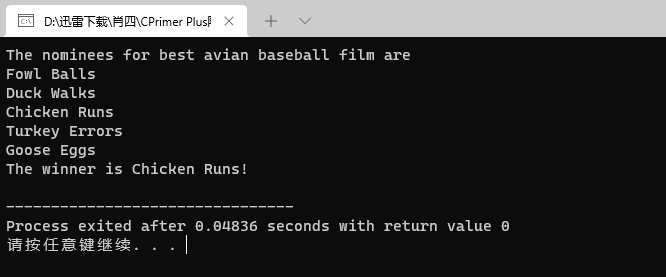 D:\迅雷下载\肖四\CPrimer Plus
The nominees for best avian baseball film are
Fowl Balls
Duck Walks
Chicken Runs
Turkey Errors
Goose Eggs
The winner is Chicken Runs!
--------------------------------
Process exited after 0.04836 seconds with return value 0
请按任意键继续. . .